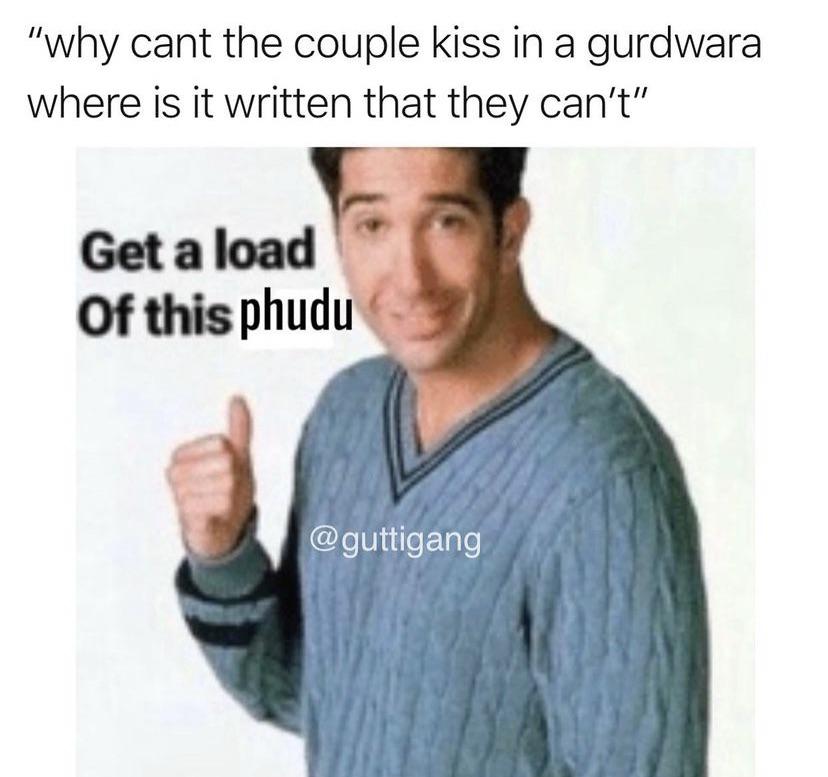 "why cant the couple kiss in a gurdwara
where is it written that they can't"
Get a load
Of this phudu
@guttigang